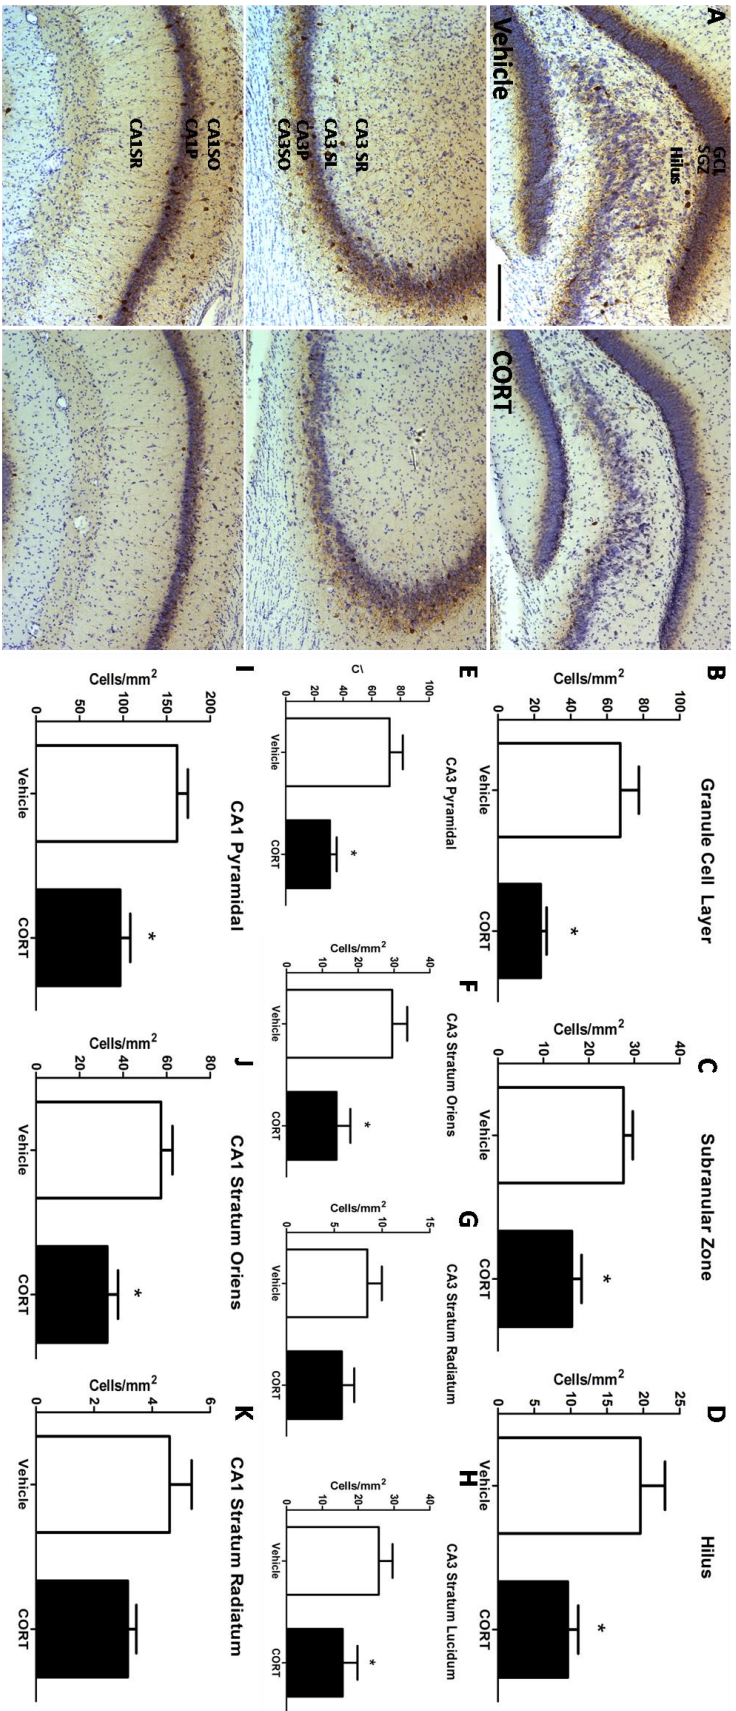 A
Vehicle
GCL
SGZ
Hilus
CORT
CA3 SR
CA3 SL
CA3P
CA3SO
CA1SO
CA1P
CA1SR
B
Granule Cell Layer
Cells/mm²
100
80
60
40
20
0
Vehicle
CORT
*
C
Subranular Zone
Cells/mm²
40
30
20
10
0
Vehicle
CORT
*
D
Hilus
Cells/mm²
25
20
15
10
5
0
Vehicle
CORT
*
E
CA3 Pyramidal
C\
100
80
60
40
20
0
Vehicle
CORT
*
F
CA3 Stratum Oriens
Cells/mm²
40
30
20
10
0
Vehicle
CORT
*
G
CA3 Stratum Radiatum
Cells/mm²
15
10
5
0
Vehicle
CORT
H
CA3 Stratum Lucidum
Cells/mm²
40
30
20
10
0
Vehicle
CORT
*
I
CA1 Pyramidal
Cells/mm²
200
150
100
50
0
Vehicle
CORT
*
J
CA1 Stratum Oriens
Cells/mm²
80
60
40
20
0
Vehicle
CORT
*
K
CA1 Stratum Radiatum
Cells/mm²
6
4
2
0
Vehicle
CORT